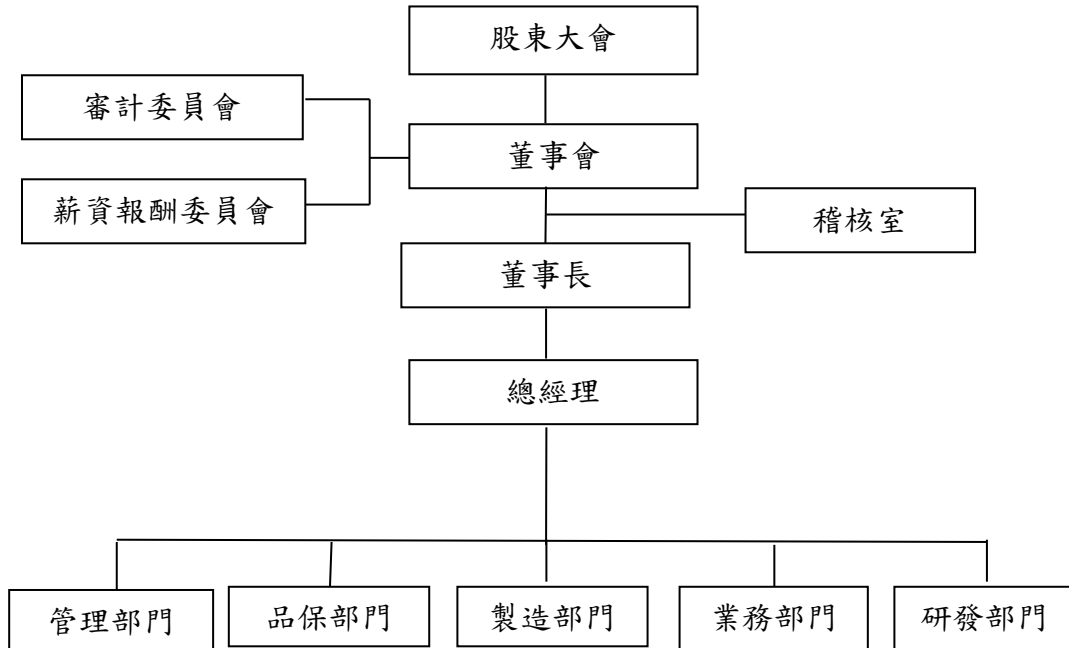 股東大會
審計委員會
董事會
薪資報酬委員會
稽核室
董事長
總經理
管理部門
品保部門
製造部門
業務部門
研發部門